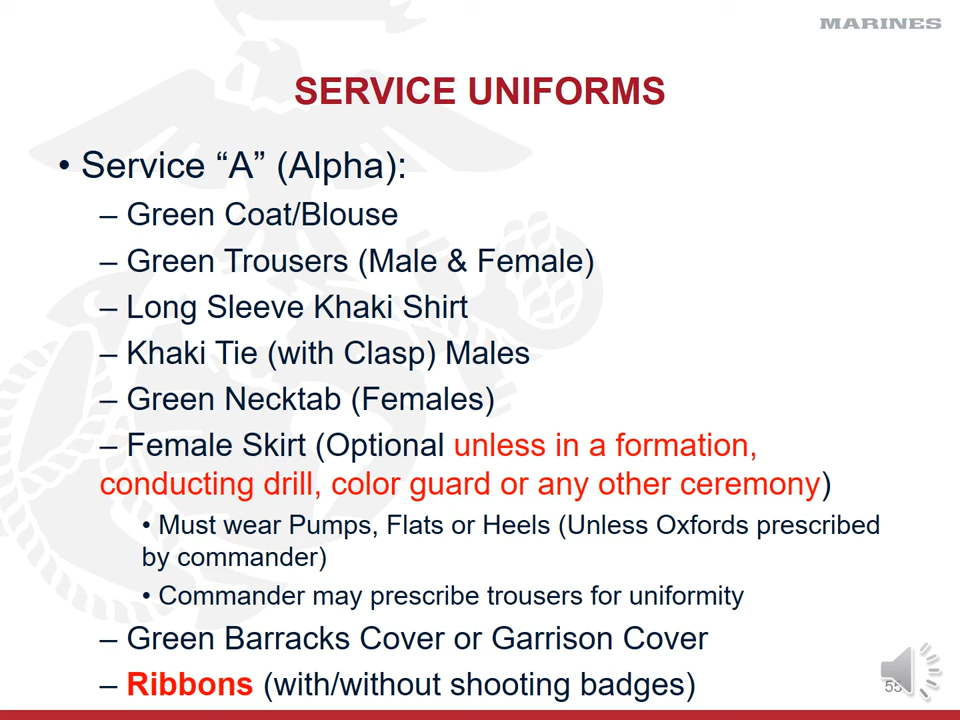 MARINES
SERVICE UNIFORMS
• Service “A” (Alpha):
– Green Coat/Blouse
– Green Trousers (Male & Female)
– Long Sleeve Khaki Shirt
– Khaki Tie (with Clasp) Males
– Green Necktab (Females)
– Female Skirt (Optional unless in a formation,
conducting drill, color guard or any other ceremony)
• Must wear Pumps, Flats or Heels (Unless Oxfords prescribed
by commander)
• Commander may prescribe trousers for uniformity
– Green Barracks Cover or Garrison Cover
– Ribbons (with/without shooting badges)